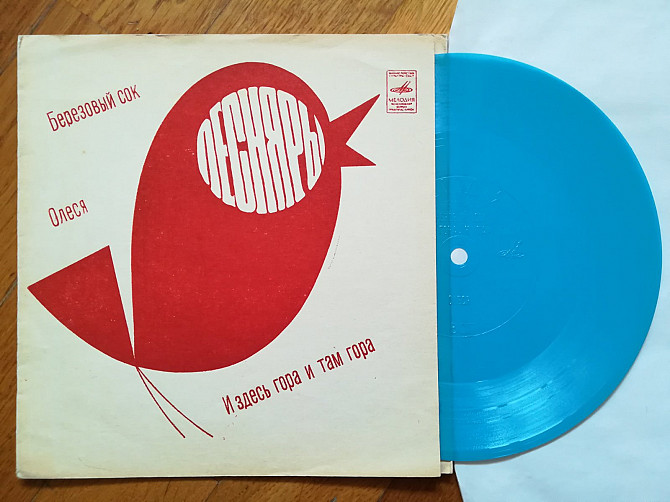 Березовый сок
ПЕСНЯРЫ
МЕЛОДИЯ
Олеся
И здесь гора и там гора